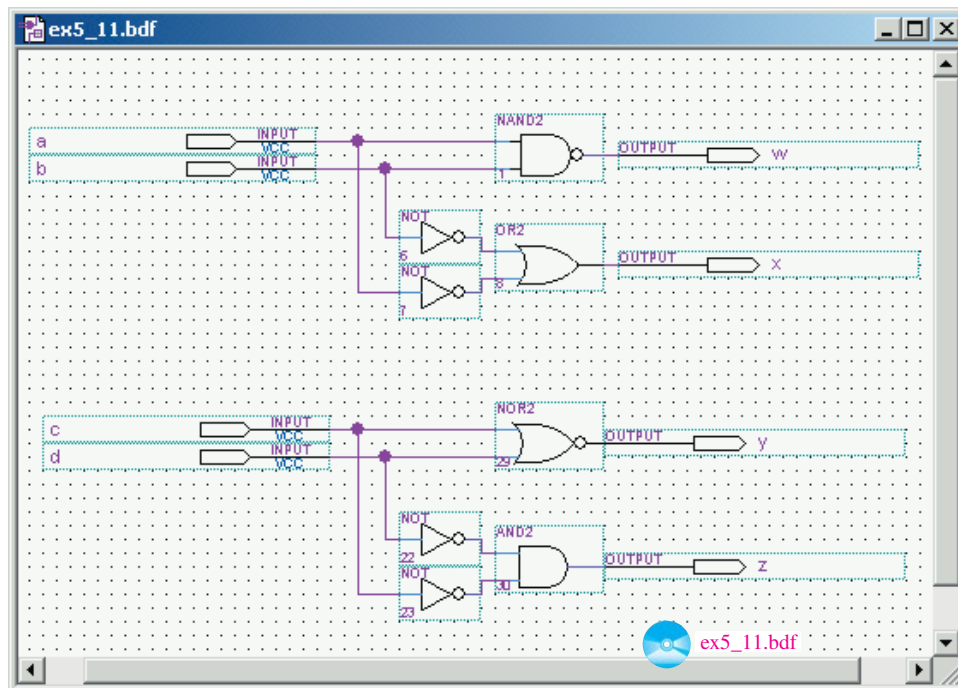 ex5_11.bdf
NAND2
a INPUT VCC
OUTPUT w
b INPUT VCC
1
NOT
6
OR2
OUTPUT x
8
NOT
7
NOR2
c INPUT VCC
OUTPUT y
d INPUT VCC
29
NOT
22
AND2
OUTPUT z
30
NOT
23
ex5_11.bdf